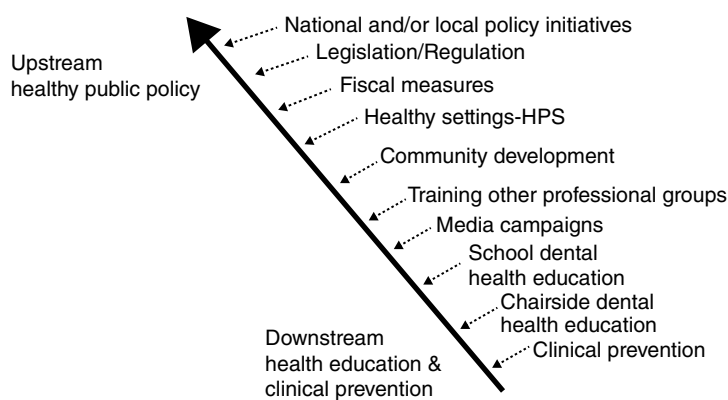 National and/or local policy initiatives
Legislation/Regulation
Upstream
healthy public policy
Fiscal measures
Healthy settings-HPS
Community development
Training other professional groups
Media campaigns
School dental
health education
Chairside dental
health education
Downstream
health education &
clinical prevention
Clinical prevention